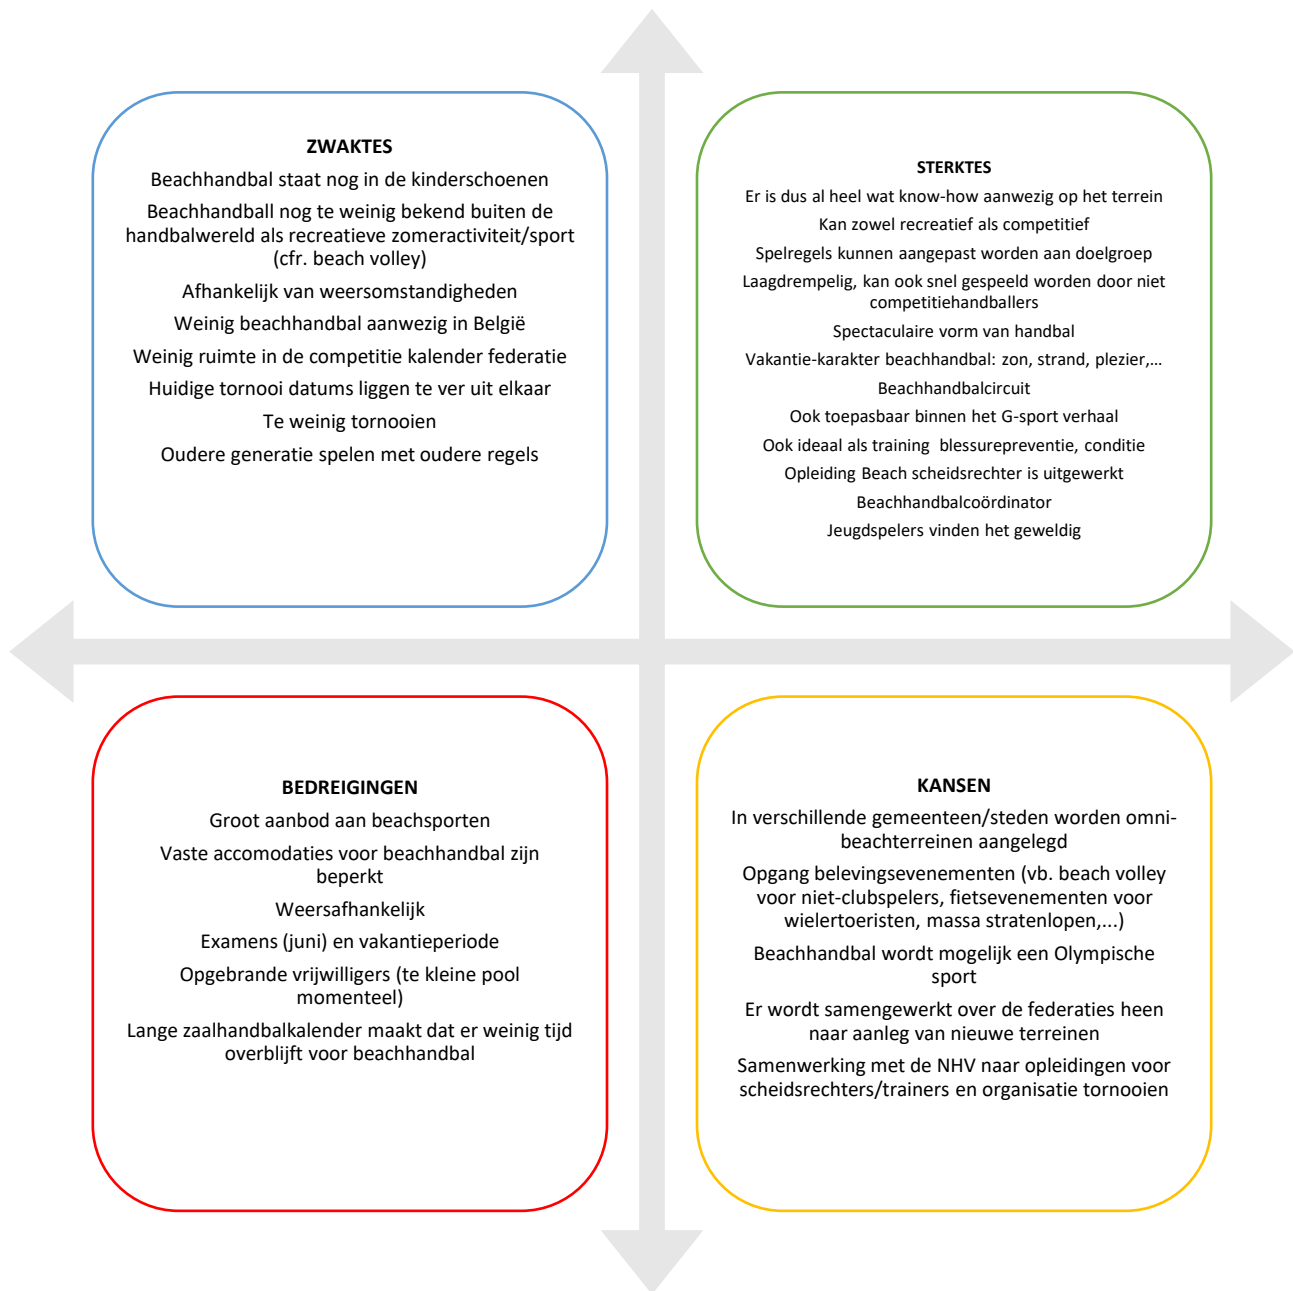 ZWAKTES
Beachhandbal staat nog in de kinderschoenen
Beachhandball nog te weinig bekend buiten de
handbalwereld als recreatieve zomeractiviteit/sport
(cfr. beach volley)
Afhankelijk van weersomstandigheden
Weinig beachhandbal aanwezig in België
Weinig ruimte in de competitie kalender federatie
Huidige tornooi datums liggen te ver uit elkaar
Te weinig tornooien
Oudere generatie spelen met oudere regels
STERKTES
Er is dus al heel wat know-how aanwezig op het terrein
Kan zowel recreatief als competitief
Spelregels kunnen aangepast worden aan doelgroep
Laagdrempelig, kan ook snel gespeeld worden door niet
competitiehandballers
Spectaculaire vorm van handbal
Vakantie-karakter beachhandbal: zon, strand, plezier,...
Beachhandbalcircuit
Ook toepasbaar binnen het G-sport verhaal
Ook ideaal als training  blessurepreventie, conditie
Opleiding Beach scheidsrechter is uitgewerkt
Beachhandbalcoördinator
Jeugdspelers vinden het geweldig
BEDREIGINGEN
Groot aanbod aan beachsporten
Vaste accomodaties voor beachhandbal zijn
beperkt
Weersafhankelijk
Examens (juni) en vakantieperiode
Opgebrande vrijwilligers (te kleine pool
momenteel)
Lange zaalhandbalkalender maakt dat er weinig tijd
overblijft voor beachhandbal
KANSEN
In verschillende gemeenteen/steden worden omni-
beachterreinen aangelegd
Opgang belevingsevenementen (vb. beach volley
voor niet-clubspelers, fietsevenementen voor
wielertoeristen, massa stratenlopen,...)
Beachhandbal wordt mogelijk een Olympische
sport
Er wordt samengewerkt over de federaties heen
naar aanleg van nieuwe terreinen
Samenwerking met de NHV naar opleidingen voor
scheidsrechters/trainers en organisatie tornooien